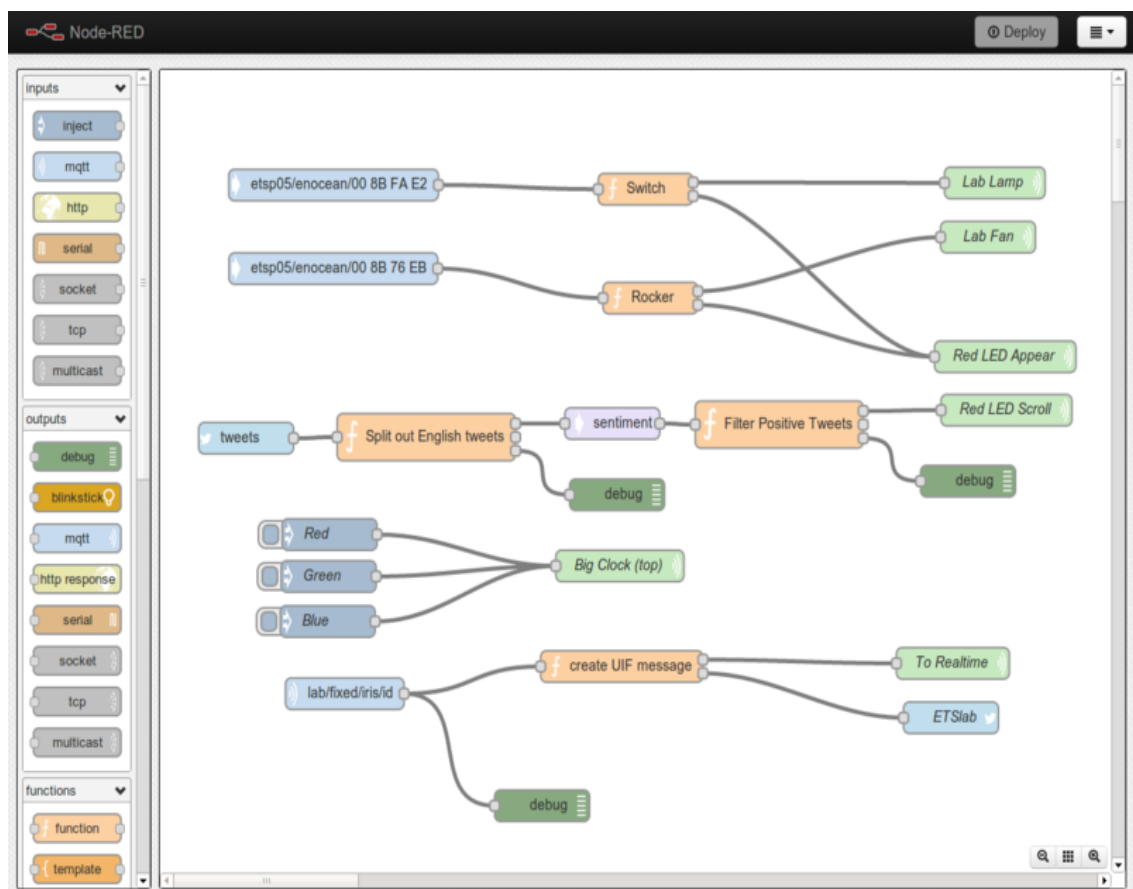 Node-RED
Deploy
inputs
inject
mqtt
http
serial
socket
tcp
multicast
outputs
debug
blinkstick
mqtt
http response
serial
socket
tcp
multicast
functions
function
template
etsp05/enocean/00 8B FA E2
Switch
Lab Lamp
Lab Fan
etsp05/enocean/00 8B 76 EB
Rocker
Red LED Appear
tweets
Split out English tweets
sentiment
Filter Positive Tweets
Red LED Scroll
debug
debug
Red
Green
Blue
Big Clock (top)
lab/fixed/iris/id
create UIF message
To Realtime
ETSlab
debug